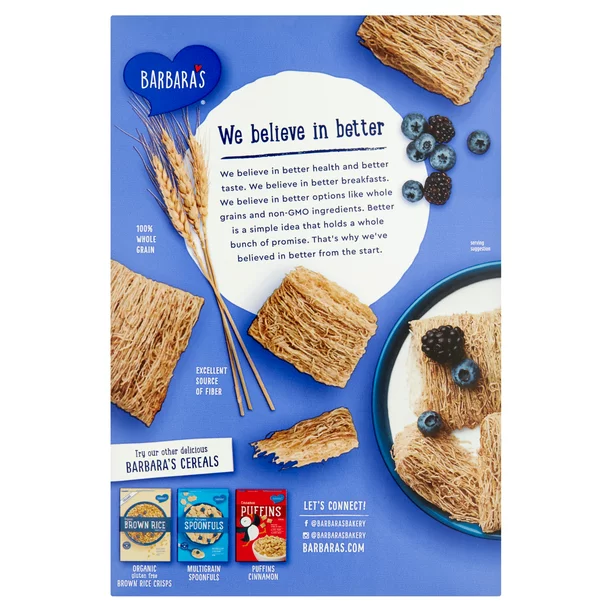 BARBARA'S
®
We believe in better
We believe in better health and better
taste. We believe in better breakfasts.
We believe in better options like whole
grains and non-GMO ingredients. Better
is a simple idea that holds a whole
bunch of promise. That's why we've
believed in better from the start.
100%
WHOLE
GRAIN
serving
suggestion
EXCELLENT
SOURCE
OF FIBER
Try our other delicious
BARBARA'S CEREALS
BROWN RICE
SPOONFULS
Cinnamon
PUFFINS
ORGANIC
gluten free
BROWN RICE CRISPS
MULTIGRAIN
SPOONFULS
PUFFINS
CINNAMON
LET'S CONNECT!
@BARBARASBAKERY
@BARBARASBAKERY
BARBARAS.COM